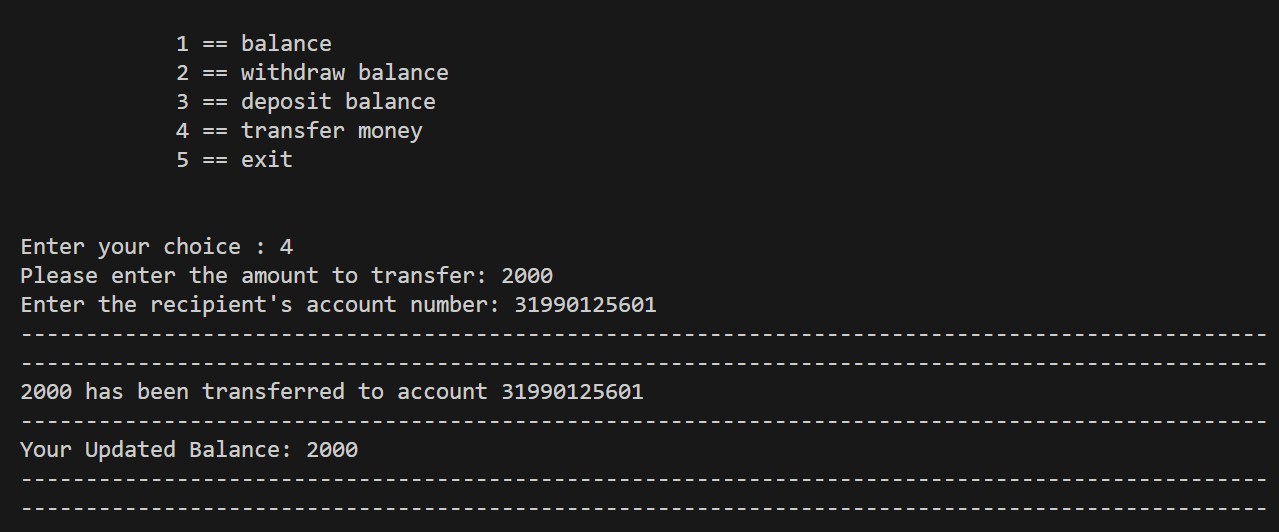 1 == balance
2 == withdraw balance
3 == deposit balance
4 == transfer money
5 == exit
Enter your choice : 4
Please enter the amount to transfer: 2000
Enter the recipient's account number: 31990125601
------------------------------------------------------------------------------------------------
------------------------------------------------------------------------------------------------
2000 has been transferred to account 31990125601
------------------------------------------------------------------------------------------------
Your Updated Balance: 2000
------------------------------------------------------------------------------------------------
------------------------------------------------------------------------------------------------